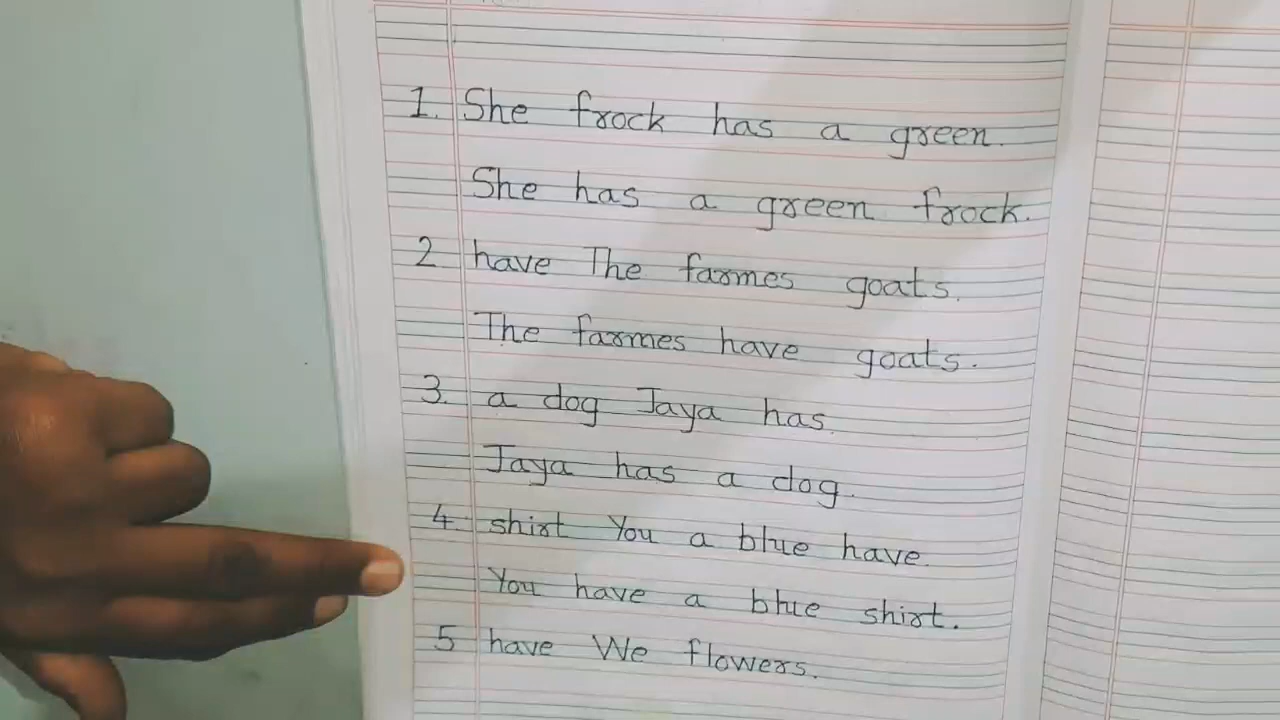 1. She frock has a green.
She has a green frock.
2 have The farmes goats.
The farmes have goats.
3. a dog Jaya has.
Jaya has a dog.
4. shirt You a blue have.
You have a blue shirt.
5 have We flowers.